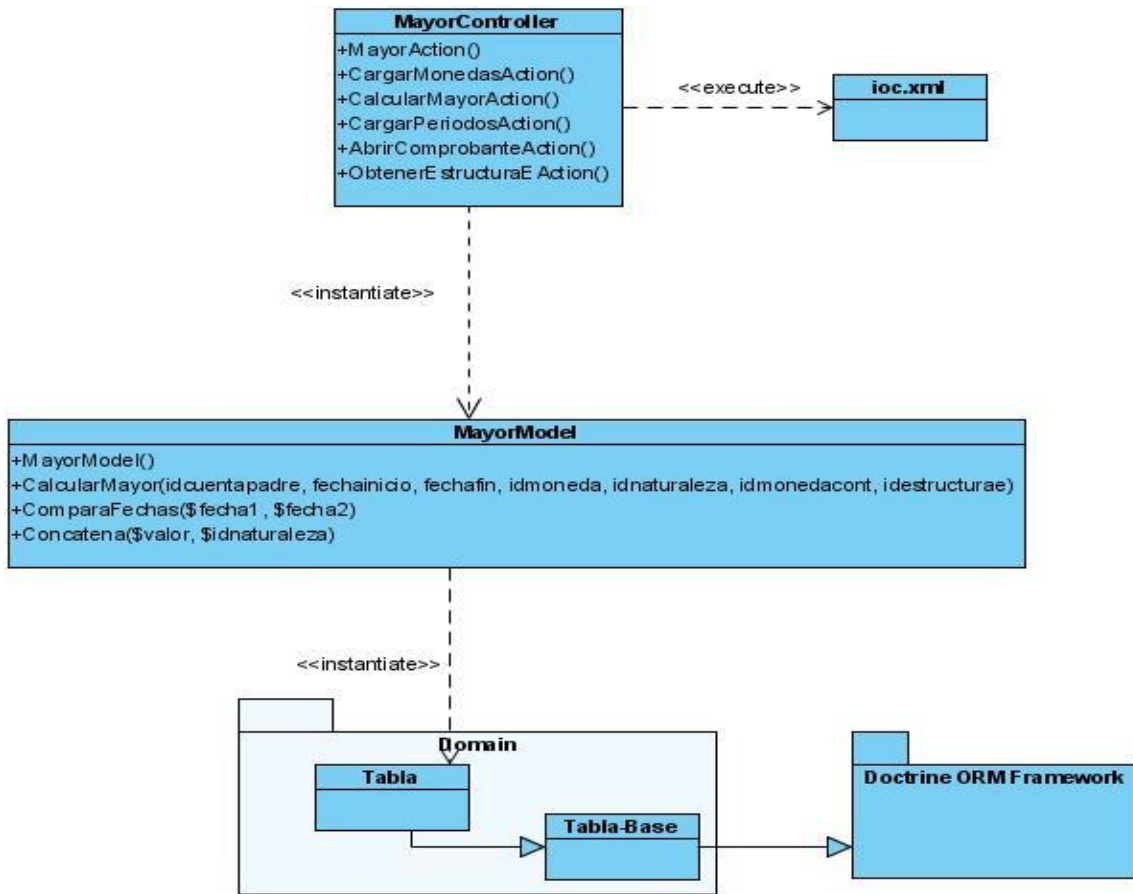 MayorController
+MayorAction()
+CargarMonedasAction()
+CalcularMayorAction()
+CargarPeriodosAction()
+AbrirComprobanteAction()
+ObtenerEstructuraEAction()
<<execute>>
ioc.xml
<<instantiate>>
MayorModel
+MayorModel()
+CalcularMayor(idcuentapadre, fechainicio, fechafin, idmoneda, idnaturaleza, idmonedacont, idestructurae)
+ComparaFechas($fecha1 , $fecha2)
+Concatena($valor, $idnaturaleza)
<<instantiate>>
Domain
Tabla
Tabla-Base
Doctrine ORM Framework